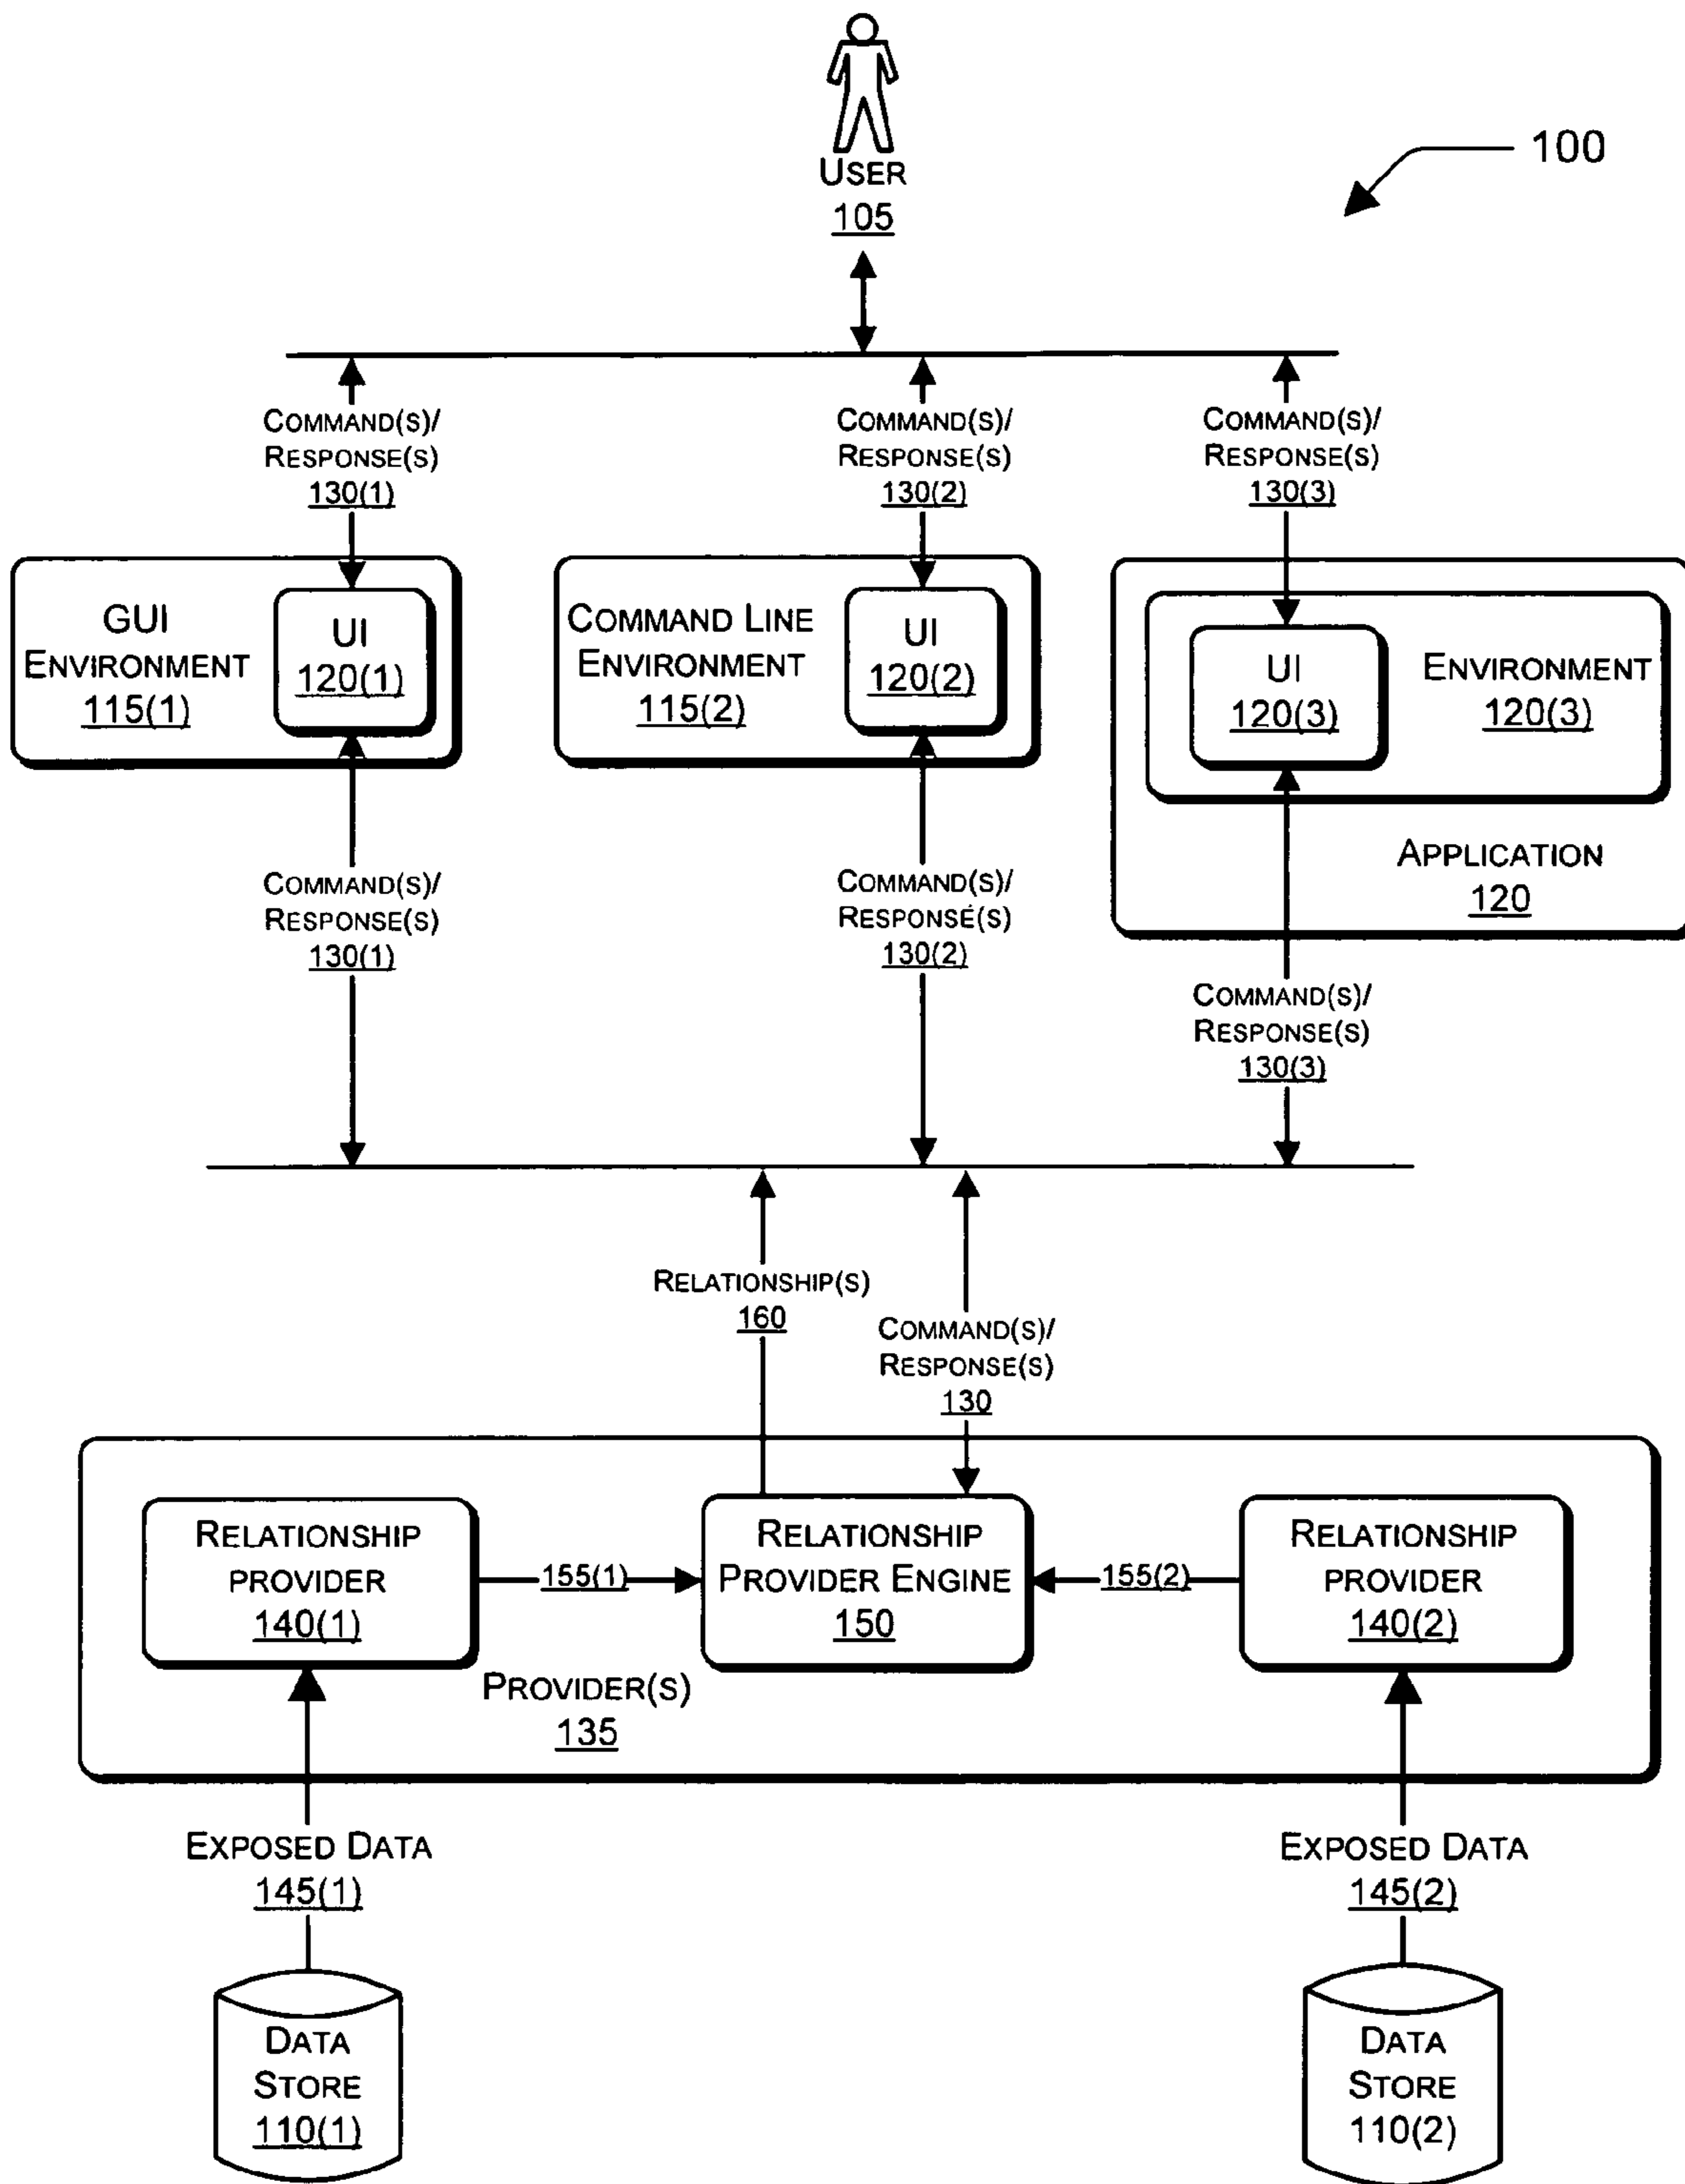 USER
105
100
COMMAND(S)/
RESPONSE(S)
130(1)
COMMAND(S)/
RESPONSE(S)
130(2)
COMMAND(S)/
RESPONSE(S)
130(3)
GUI
ENVIRONMENT
115(1)
UI
120(1)
COMMAND LINE
ENVIRONMENT
115(2)
UI
120(2)
UI
120(3)
ENVIRONMENT
120(3)
APPLICATION
120
COMMAND(S)/
RESPONSE(S)
130(1)
COMMAND(S)/
RESPONSE(S)
130(2)
COMMAND(S)/
RESPONSE(S)
130(3)
RELATIONSHIP(S)
160
COMMAND(S)/
RESPONSE(S)
130
RELATIONSHIP
PROVIDER
140(1)
155(1)
RELATIONSHIP
PROVIDER ENGINE
150
155(2)
RELATIONSHIP
PROVIDER
140(2)
PROVIDER(S)
135
EXPOSED DATA
145(1)
EXPOSED DATA
145(2)
DATA
STORE
110(1)
DATA
STORE
110(2)